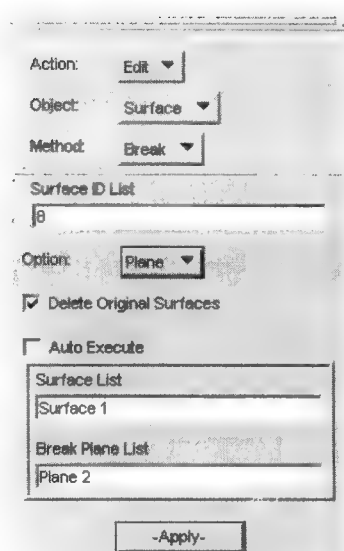 Action: Edit
Object: Surface
Method: Break
Surface ID List
8
Option: Plane
Delete Original Surfaces
Auto Execute
Surface List
Surface 1
Break Plane List
Plane 2
-Apply-